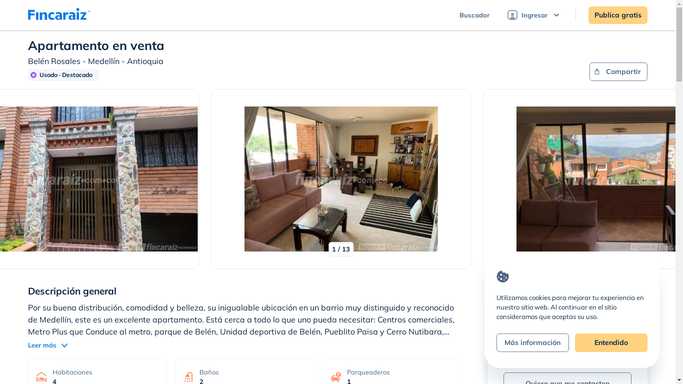 Fincaraiz
Buscador
Ingresar
Publica gratis
Apartamento en venta
Belén Rosales - Medellín - Antioquia
Usado - Destacado
Compartir
fincaraiz
1 / 13
Descripción general
Por su buena distribución, comodidad y belleza, su inigualable ubicación en un barrio muy distinguido y reconocido
de Medellín, este es un excelente apartamento. Está cerca a todo lo que uno pueda necesitar: Centros comerciales,
Metro Plus que Conduce al metro, parque de Belén, Unidad deportiva de Belén, Pueblito Paisa y Cerro Nutibara,...
Leer más
Habitaciones
4
Baños
2
Parqueaderos
1
Utilizamos cookies para mejorar tu experiencia en
nuestro sitio web. Al continuar en el sitio
consideramos que aceptas su uso.
Más información
Entendido
Quiero que me contacten